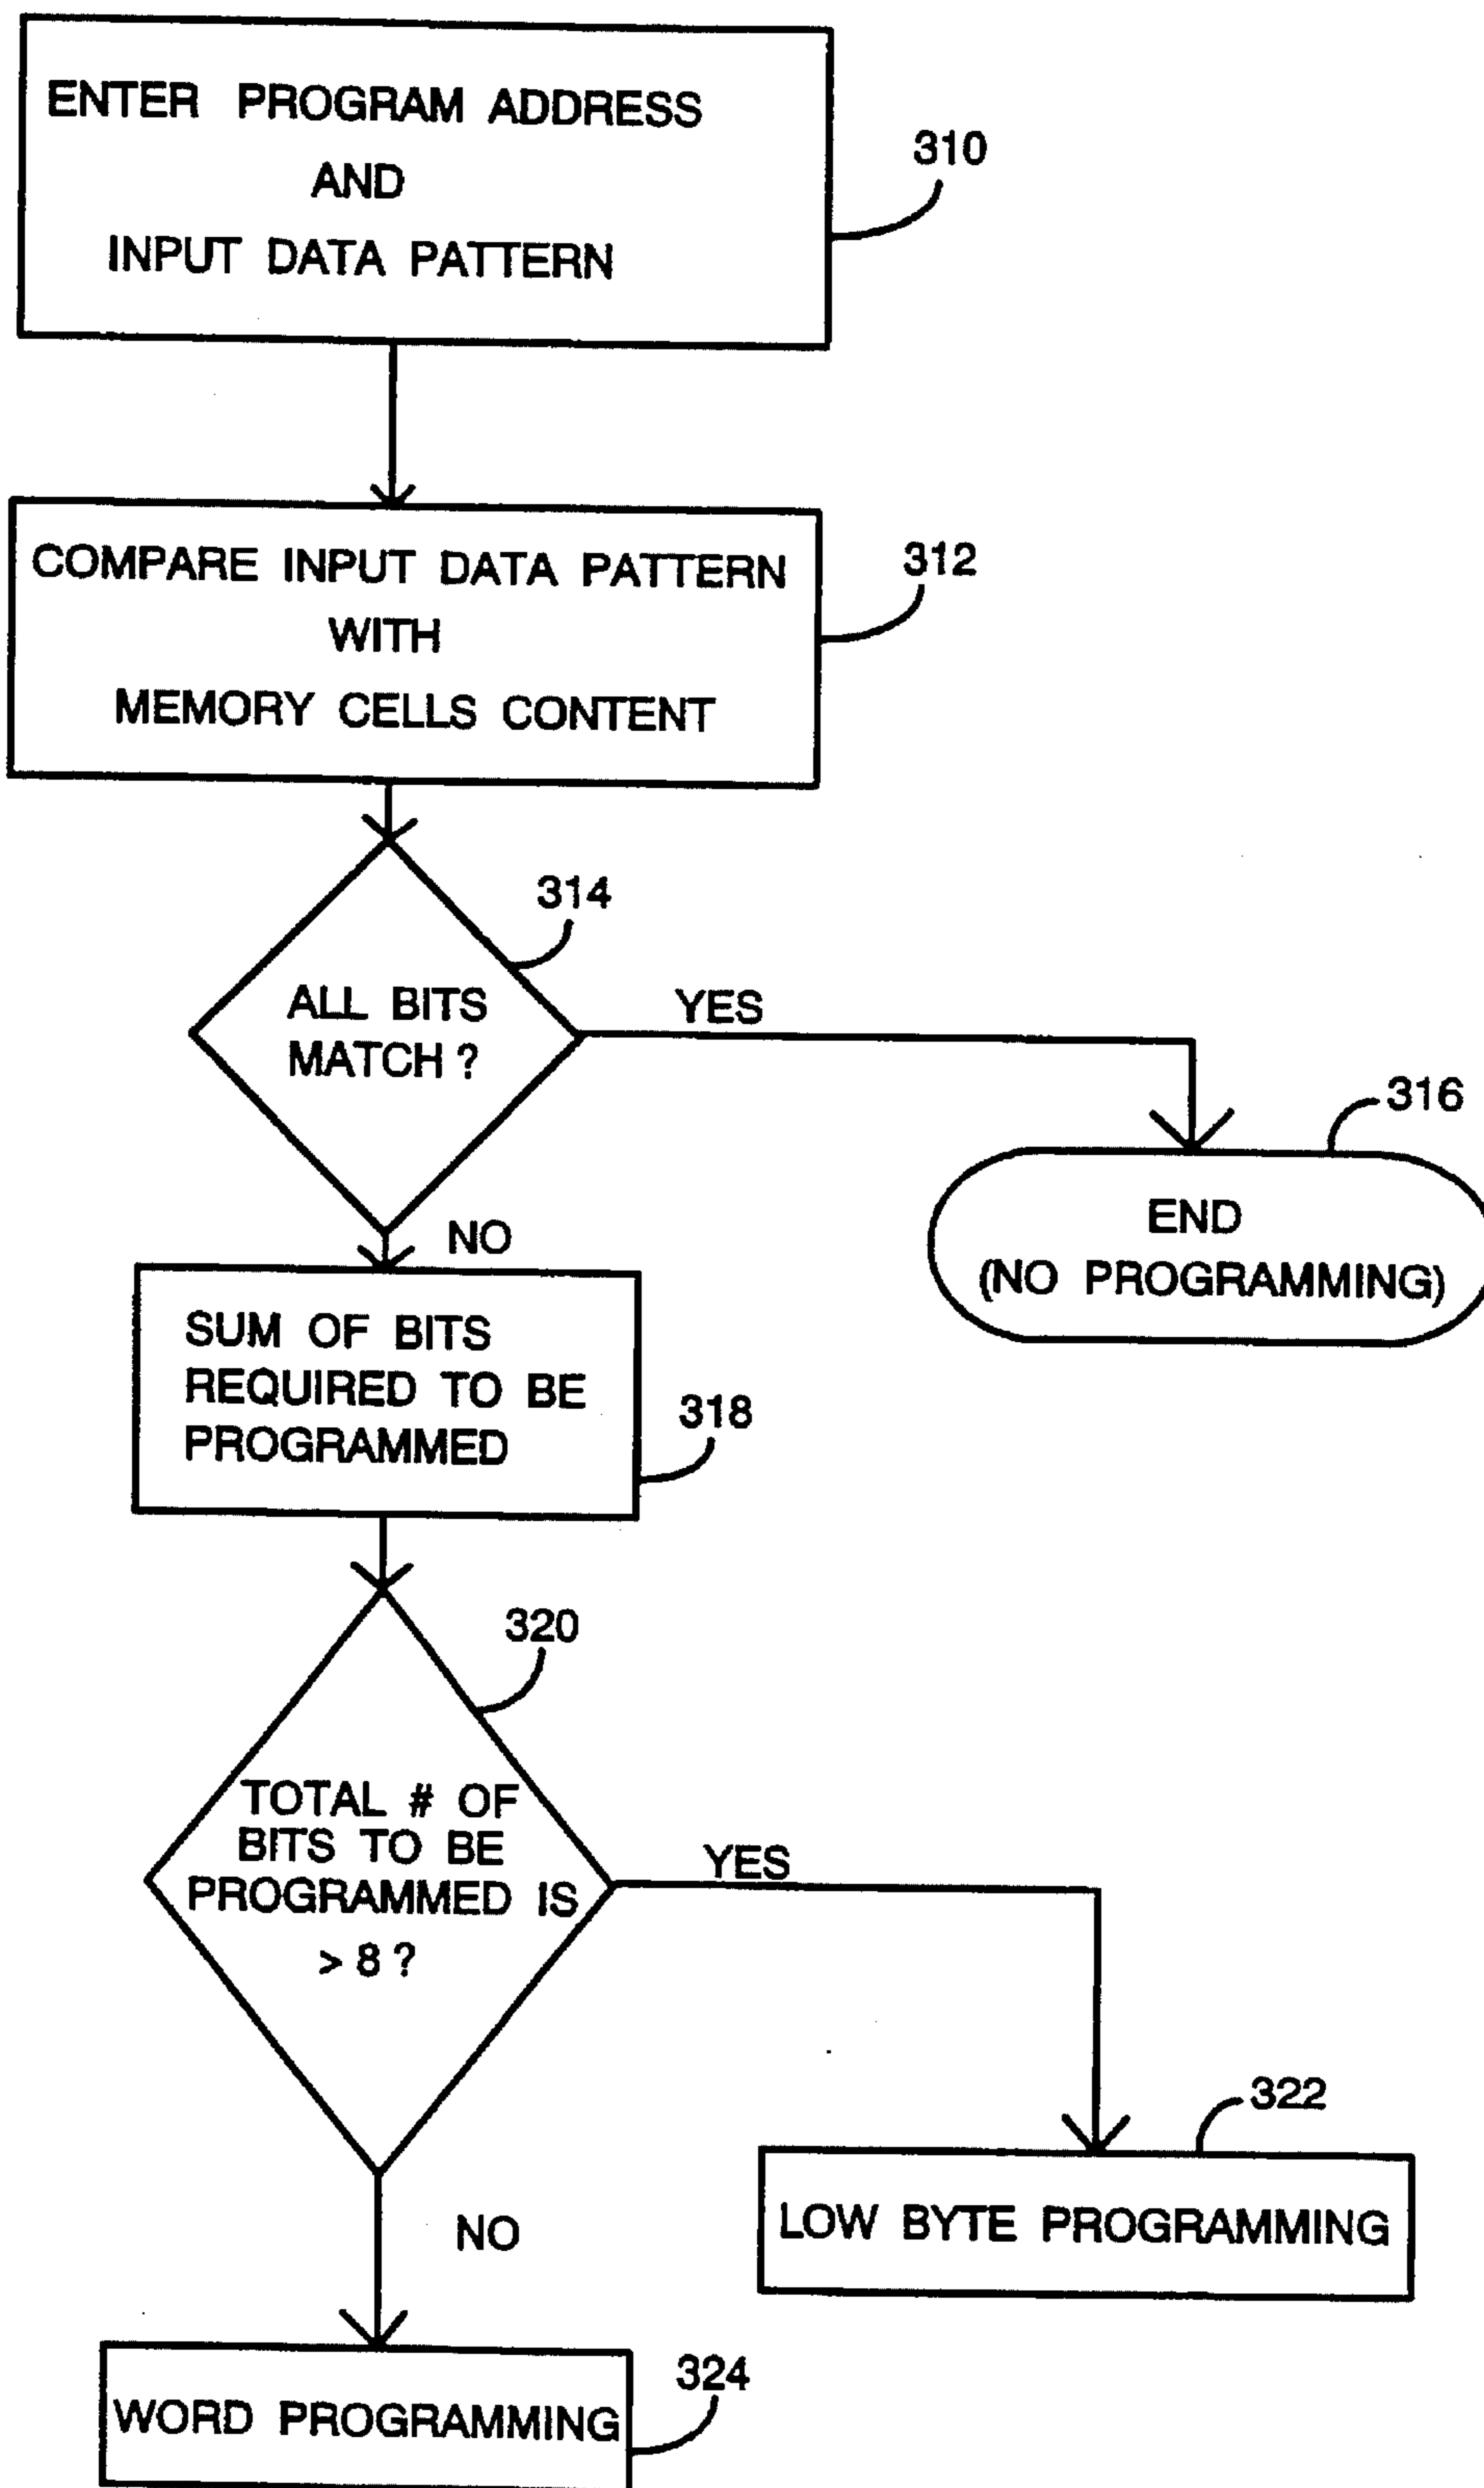 ENTER PROGRAM ADDRESS
AND
INPUT DATA PATTERN
310
COMPARE INPUT DATA PATTERN
WITH
MEMORY CELLS CONTENT
312
314
ALL BITS
MATCH ?
YES
316
END
(NO PROGRAMMING)
NO
SUM OF BITS
REQUIRED TO BE
PROGRAMMED
318
320
TOTAL # OF
BITS TO BE
PROGRAMMED IS
> 8 ?
YES
322
LOW BYTE PROGRAMMING
NO
324
WORD PROGRAMMING